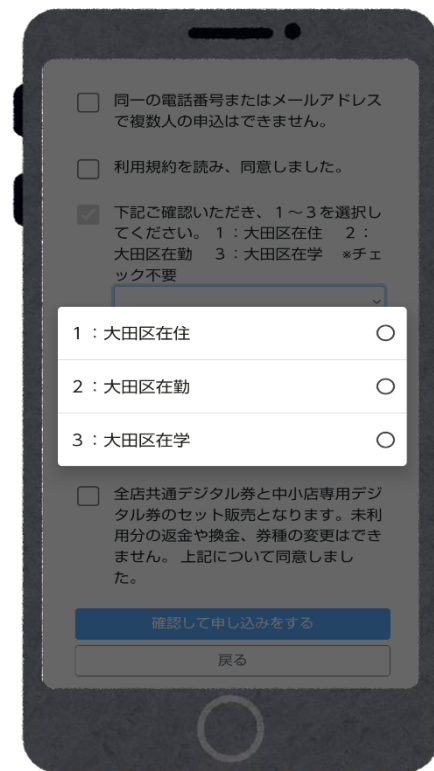 同一の電話番号またはメールアドレス
で複数人の申込はできません。
利用規約を読み、同意しました。
下記ご確認いただき、1～3を選択し
てください。 1：大田区在住　2：
大田区在勤　3：大田区在学　※チェ
ック不要
1：大田区在住
2：大田区在勤
3：大田区在学
全店共通デジタル券と中小店専用デジ
タル券のセット販売となります。未利
用分の返金や換金、券種の変更はでき
ません。 上記について同意しまし
た。
確認して申し込みをする
戻る